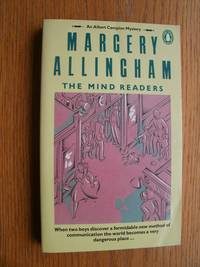 An Albert Campion Mystery
MARGERY
ALLINGHAM
THE MIND READERS
When two boys discover a formidable new method of
communication the world becomes a very
dangerous place ...